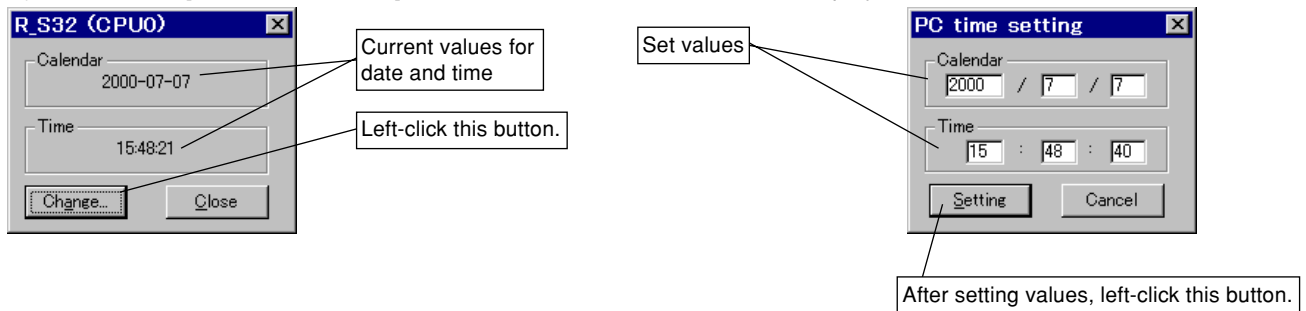 R_S32 (CPU0)
Calendar
2000-07-07
Time
15:48:21
Change...
Close
Current values for
date and time
Left-click this button.
Set values
PC time setting
Calendar
2000 / 7 / 7
Time
15 : 48 : 40
Setting
Cancel
After setting values, left-click this button.